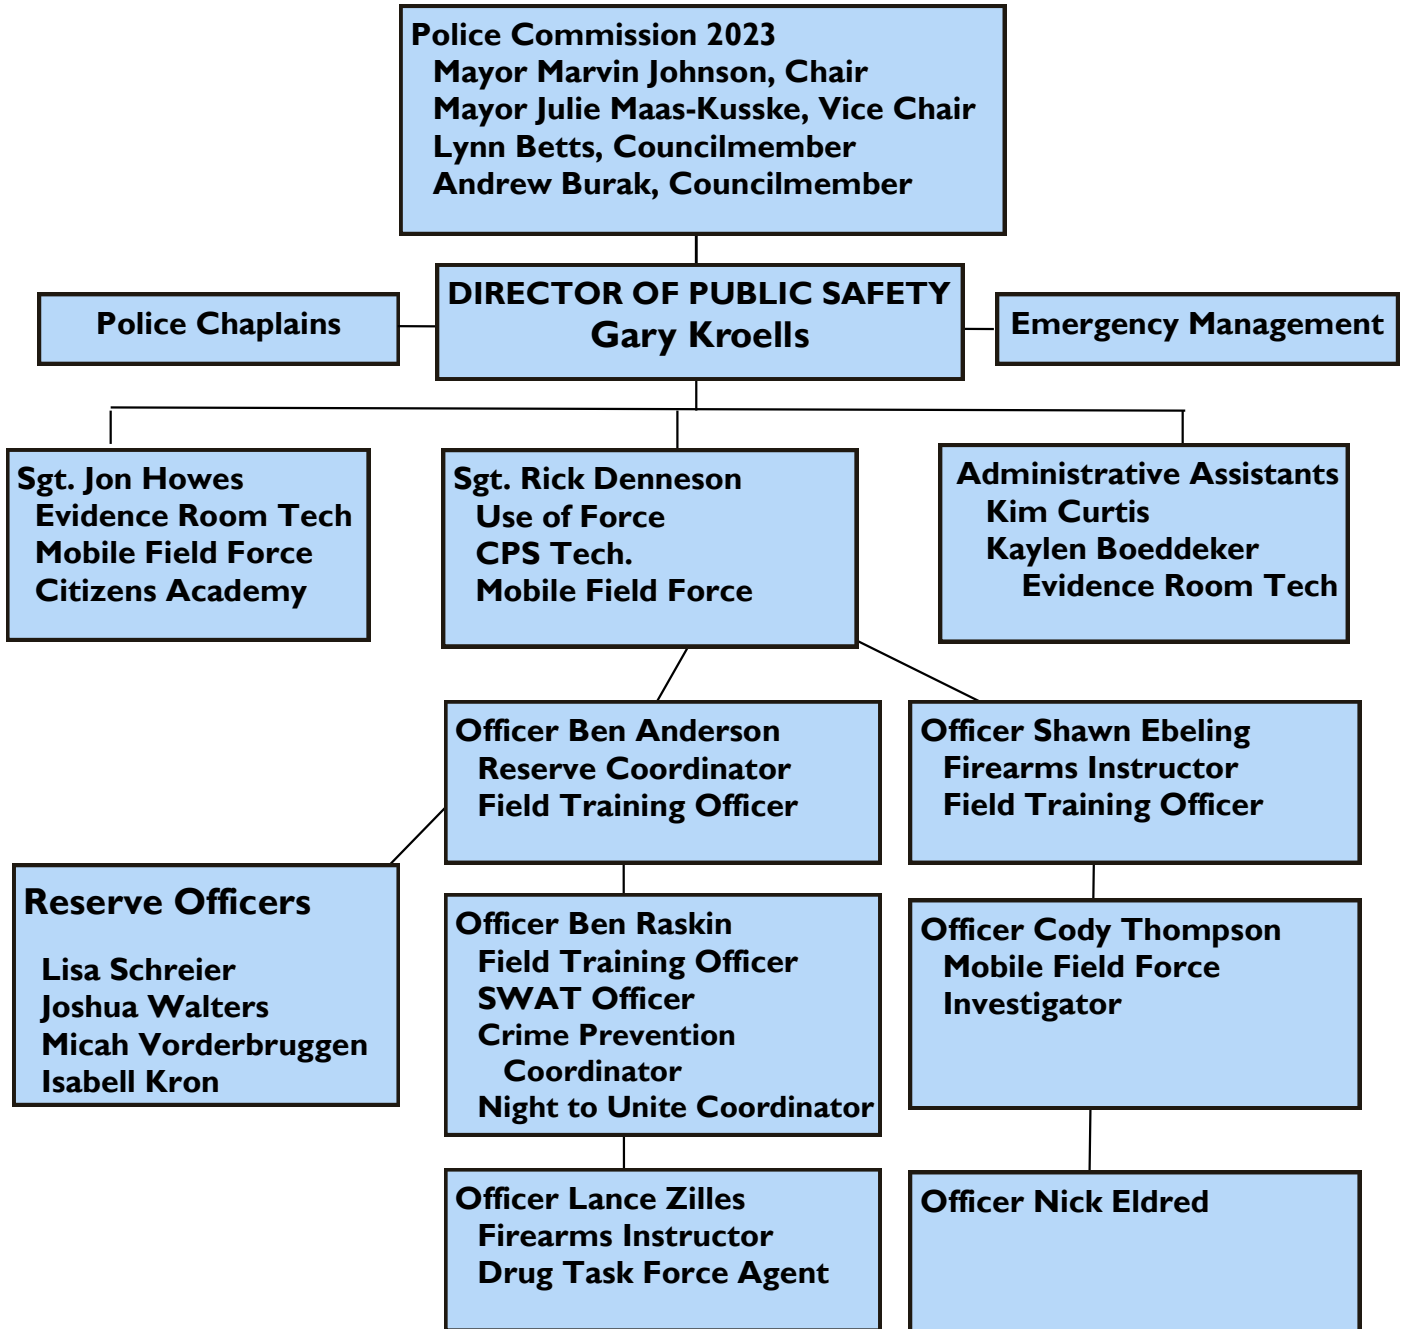 Police Commission 2023
Mayor Marvin Johnson, Chair
Mayor Julie Maas-Kusske, Vice Chair
Lynn Betts, Councilmember
Andrew Burak, Councilmember
Police Chaplains
DIRECTOR OF PUBLIC SAFETY
Gary Kroells
Emergency Management
Sgt. Jon Howes
Evidence Room Tech
Mobile Field Force
Citizens Academy
Sgt. Rick Denneson
Use of Force
CPS Tech.
Mobile Field Force
Administrative Assistants
Kim Curtis
Kaylen Boeddeker
Evidence Room Tech
Officer Ben Anderson
Reserve Coordinator
Field Training Officer
Officer Shawn Ebeling
Firearms Instructor
Field Training Officer
Reserve Officers
Lisa Schreier
Joshua Walters
Micah Vorderbruggen
Isabell Kron
Officer Ben Raskin
Field Training Officer
SWAT Officer
Crime Prevention
Coordinator
Night to Unite Coordinator
Officer Cody Thompson
Mobile Field Force
Investigator
Officer Lance Zilles
Firearms Instructor
Drug Task Force Agent
Officer Nick Eldred